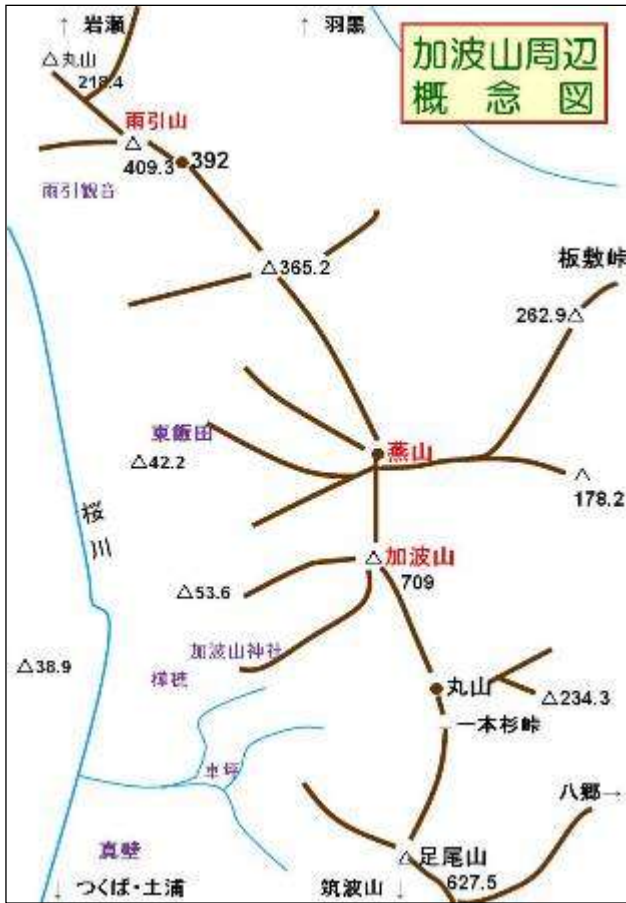 ↑ 岩瀬
↑ 羽黒
加波山周辺
概念図
△丸山
218.4
雨引山
△
409.3
392
雨引観音
△365.2
板敷峠
262.9△
東飯田
燕山
△42.2
△
178.2
桜川
△加波山
709
△53.6
加波山神社
樺穂
△38.9
丸山
△234.3
一本杉峠
八郷→
真壁
△足尾山
627.5
↓ つくば・土浦
筑波山 ↓